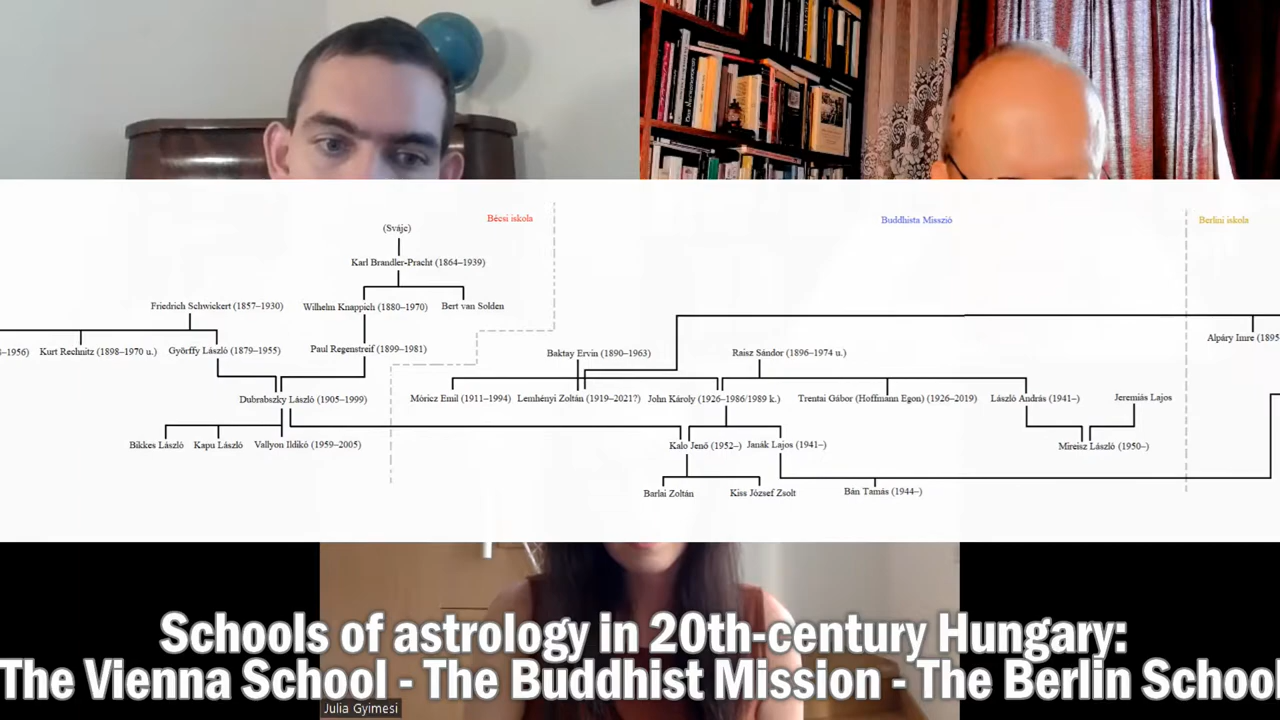 Bécsi iskola
Buddhista Misszió
Berlini iskola
(Svájc)
Karl Brandler-Pracht (1864–1939)
Friedrich Schwickert (1857–1930)
Wilhelm Knappich (1880–1970)
Bert van Solden
–1956)
Kurt Rechnitz (1898–1970 u.)
Győrffy László (1879–1955)
Paul Regenstreif (1899–1981)
Baktay Ervin (1890–1963)
Raisz Sándor (1896–1974 u.)
Alpáry Imre (1895
Dubrabszky László (1905–1999)
Móricz Emil (1911–1994)
Lemhényi Zoltán (1919–2021?)
John Károly (1926–1986/1989 k.)
Trentai Gábor (Hoffmann Egon) (1926–2019)
László András (1941–)
Jeremiás Lajos
Bikkes László
Kapu László
Vallyon Ildikó (1959–2005)
Kalo Jenő (1952–)
Janák Lajos (1941–)
Mireisz László (1950–)
Barlai Zoltán
Kiss József Zsolt
Bán Tamás (1944–)
Schools of astrology in 20th-century Hungary:
The Vienna School - The Buddhist Mission - The Berlin School
Julia Gyimesi